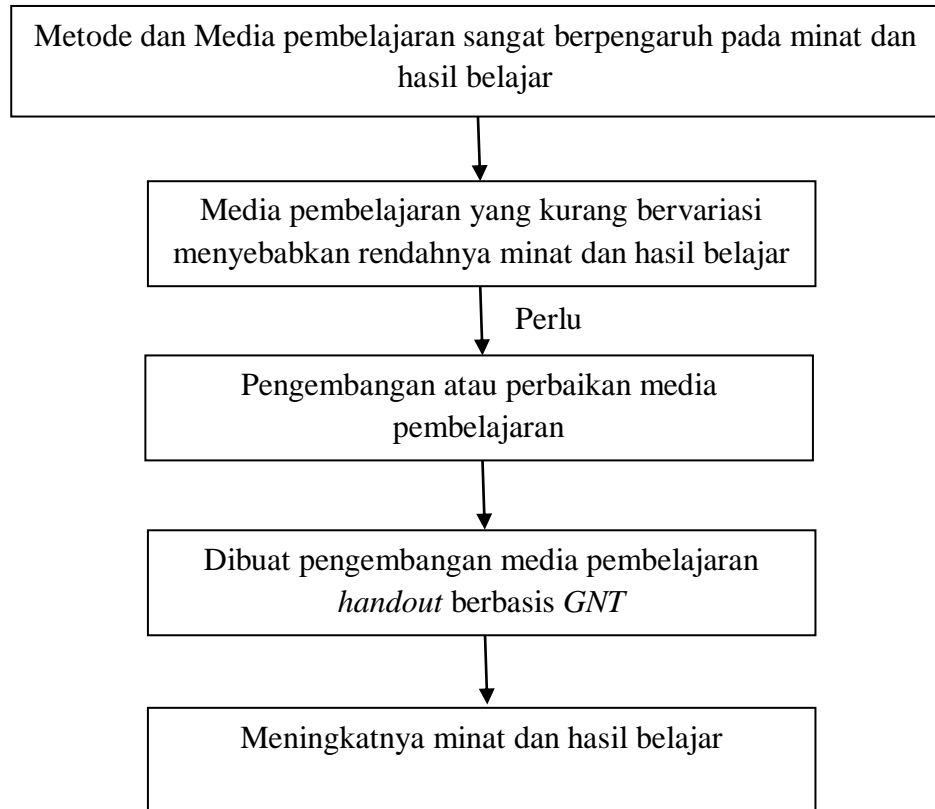 Metode dan Media pembelajaran sangat berpengaruh pada minat dan
hasil belajar
Media pembelajaran yang kurang bervariasi
menyebabkan rendahnya minat dan hasil belajar
Perlu
Pengembangan atau perbaikan media
pembelajaran
Dibuat pengembangan media pembelajaran
handout berbasis GNT
Meningkatnya minat dan hasil belajar